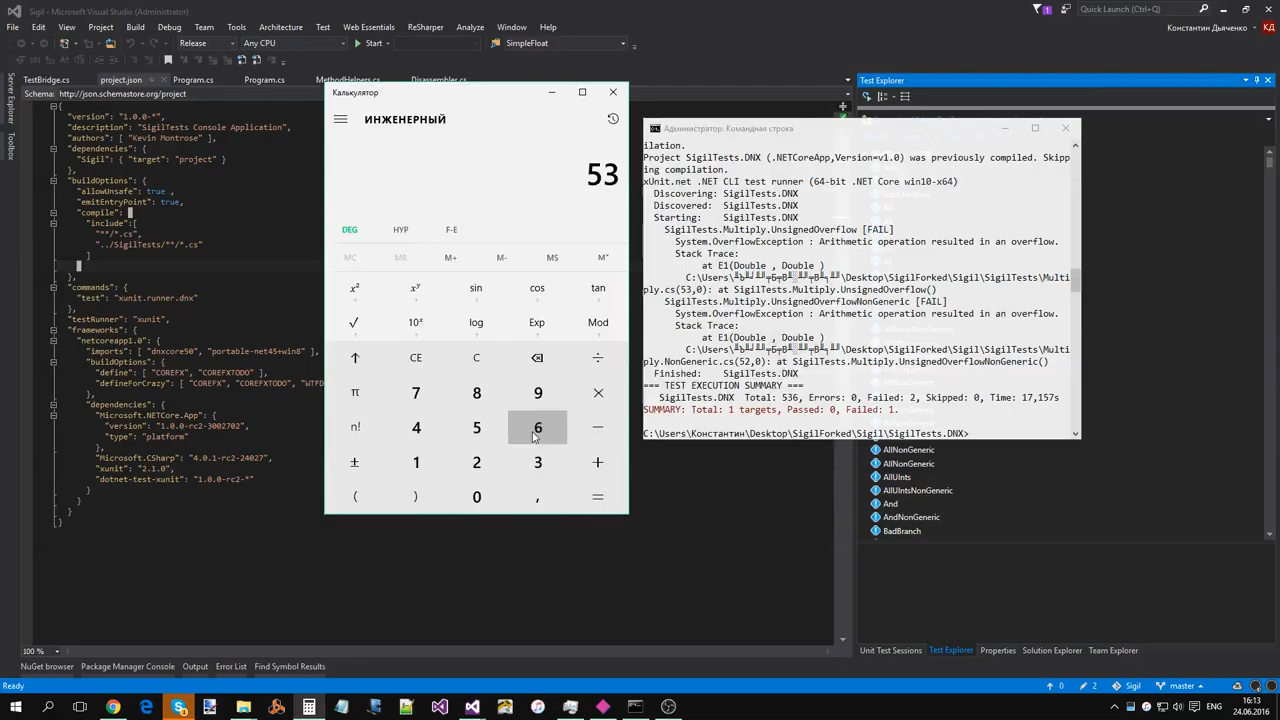 Sigil - Microsoft Visual Studio (Administrator)
1
Quick Launch (Ctrl+Q)
File Edit View Project Build Debug Team Tools Test ReSharper Analyze Window Help
Константин Дьяченко КД
Release Any CPU Start SimpleFloat
TestBridge.cs project.json Program.cs Program.cs MethodHelpers.cs Disassembler.cs
Schema: http://json.schemastore.org/project
{
"version": "1.0.0-*",
"description": "SigilTests Console Application",
"authors": [ "Kevin Montrose" ],
"dependencies": {
"Sigil": { "target": "project" }
},
"buildOptions": {
"allowUnsafe": true ,
"emitEntryPoint": true,
"compile": {
"include":[
"**/*.cs",
"../SigilTests/**/*.cs"
]
}
},
"commands": {
"test": "xunit.runner.dnx"
},
"testRunner": "xunit",
"frameworks": {
"netcoreapp1.0": {
"imports": [ "dnxcore50", "portable-net45+win8" ],
"buildOptions": {
"define": [ "COREFX", "COREFXTODO" ],
"defineForCrazy": [ "COREFX", "COREFXTODO", "WTFD
},
"dependencies": {
"Microsoft.NETCore.App": {
"version": "1.0.0-rc2-3002702",
"type": "platform"
},
"Microsoft.CSharp": "4.0.1-rc2-24027",
"xunit": "2.1.0",
"dotnet-test-xunit": "1.0.0-rc2-*"
}
}
}
}
Калькулятор
ИНЖЕНЕРНЫЙ
53
DEG HYP F-E
MC MR M+ M- MS M˅
x² xʸ sin cos tan
√ 10ˣ log Exp Mod
↑ CE C ⌫ ÷
π 7 8 9 ×
n! 4 5 6 −
± 1 2 3 +
( ) 0 , =
Администратор: Командная строка
ilation.
Project SigilTests.DNX (.NETCoreApp,Version=v1.0) was previously compiled. Skipp
ing compilation.
xUnit.net .NET CLI test runner (64-bit .NET Core win10-x64)
Discovering: SigilTests.DNX
Discovered: SigilTests.DNX
Starting: SigilTests.DNX
SigilTests.Multiply.UnsignedOverflow [FAIL]
System.OverflowException : Arithmetic operation resulted in an overflow.
Stack Trace:
at E1(Double , Double )
\Desktop\SigilForked\Sigil\SigilTests\Multi
ply.cs(53,0): at SigilTests.Multiply.UnsignedOverflow()
SigilTests.Multiply.UnsignedOverflowNonGeneric [FAIL]
System.OverflowException : Arithmetic operation resulted in an overflow.
Stack Trace:
at E1(Double , Double )
\Desktop\SigilForked\Sigil\SigilTests\Multi
ply.NonGeneric.cs(52,0): at SigilTests.Multiply.UnsignedOverflowNonGeneric()
Finished: SigilTests.DNX
=== TEST EXECUTION SUMMARY ===
SigilTests.DNX Total: 536, Errors: 0, Failed: 2, Skipped: 0, Time: 17,157s
SUMMARY: Total: 1 targets, Passed: 0, Failed: 1.
C:\Users\Константин\Desktop\SigilForked\Sigil\SigilTests.DNX>
Test Explorer
AllNonGeneric
AllNonGeneric
AllUInts
AllUIntsNonGeneric
And
AndNonGeneric
BadBranch
100 %
Unit Test Sessions Test Explorer Properties Solution Explorer Team Explorer
NuGet browser Package Manager Console Output Error List Find Symbol Results
Ready
0 2 Sigil master
ENG
16:13
24.06.2016